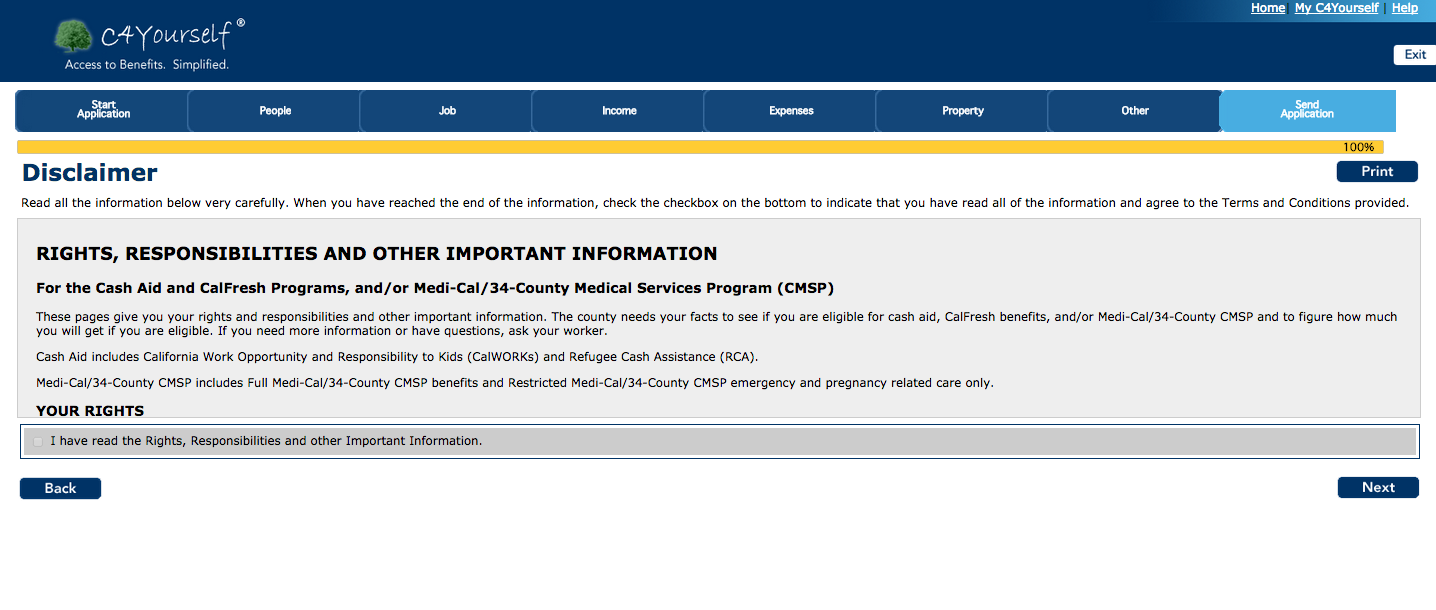 Home | My C4Yourself | Help
C4Yourself®
Access to Benefits. Simplified.
Exit
Start Application
People
Job
Income
Expenses
Property
Other
Send Application
100%
Disclaimer
Print
Read all the information below very carefully. When you have reached the end of the information, check the checkbox on the bottom to indicate that you have read all of the information and agree to the Terms and Conditions provided.
RIGHTS, RESPONSIBILITIES AND OTHER IMPORTANT INFORMATION
For the Cash Aid and CalFresh Programs, and/or Medi-Cal/34-County Medical Services Program (CMSP)
These pages give you your rights and responsibilities and other important information. The county needs your facts to see if you are eligible for cash aid, CalFresh benefits, and/or Medi-Cal/34-County CMSP and to figure how much
you will get if you are eligible. If you need more information or have questions, ask your worker.
Cash Aid includes California Work Opportunity and Responsibility to Kids (CalWORKs) and Refugee Cash Assistance (RCA).
Medi-Cal/34-County CMSP includes Full Medi-Cal/34-County CMSP benefits and Restricted Medi-Cal/34-County CMSP emergency and pregnancy related care only.
YOUR RIGHTS
I have read the Rights, Responsibilities and other Important Information.
Back
Next